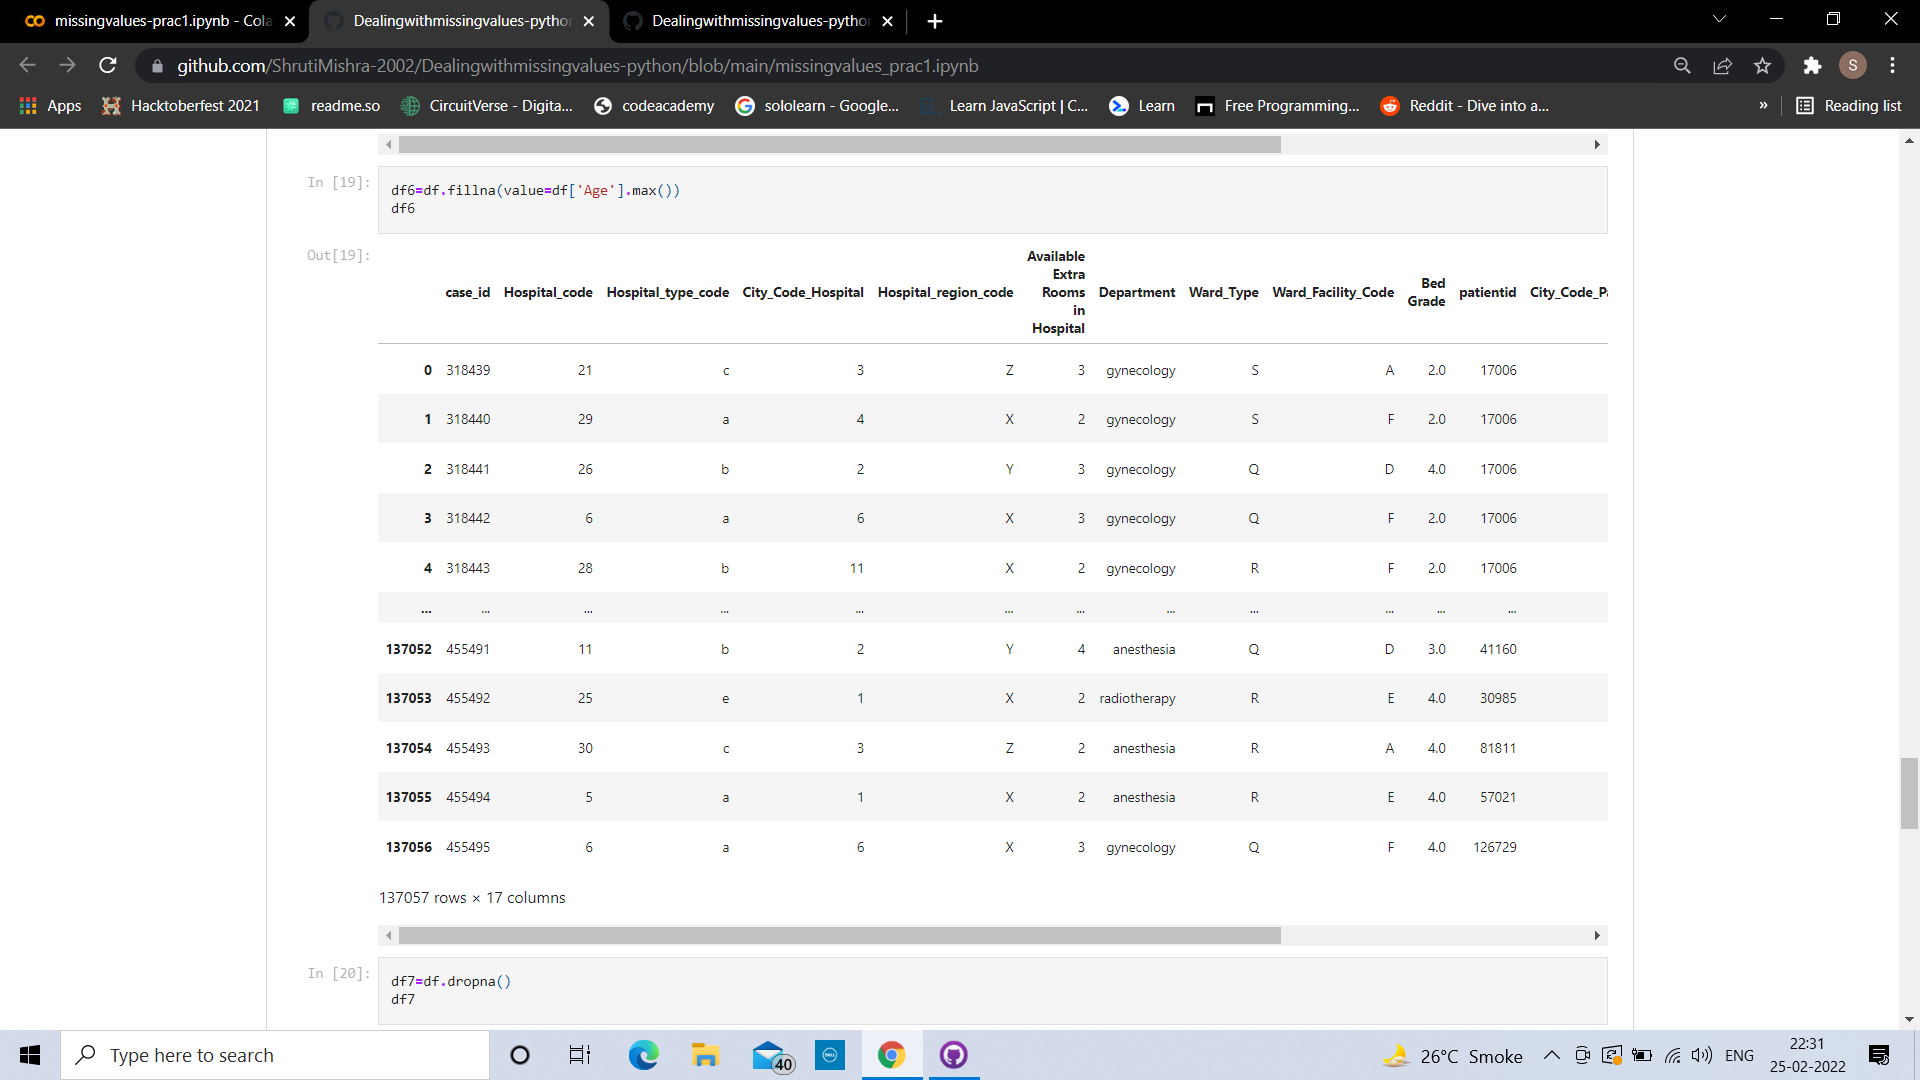 missingvalues-prac1.ipynb - Cola
Dealingwithmissingvalues-pythor
Dealingwithmissingvalues-pythor
github.com/ShrutiMishra-2002/Dealingwithmissingvalues-python/blob/main/missingvalues_prac1.ipynb
S
Apps Hacktoberfest 2021 readme.so CircuitVerse - Digita... codeacademy sololearn - Google... Learn JavaScript | C... Learn Free Programming... Reddit - Dive into a... » Reading list
In [19]:
df6=df.fillna(value=df['Age'].max())
df6
Out[19]:
case_id Hospital_code Hospital_type_code City_Code_Hospital Hospital_region_code Available Extra Rooms in Hospital Department Ward_Type Ward_Facility_Code Bed Grade patientid City_Code_Pa
0 318439 21 c 3 Z 3 gynecology S A 2.0 17006
1 318440 29 a 4 X 2 gynecology S F 2.0 17006
2 318441 26 b 2 Y 3 gynecology Q D 4.0 17006
3 318442 6 a 6 X 3 gynecology Q F 2.0 17006
4 318443 28 b 11 X 2 gynecology R F 2.0 17006
... ... ... ... ... ... ... ... ... ... ... ...
137052 455491 11 b 2 Y 4 anesthesia Q D 3.0 41160
137053 455492 25 e 1 X 2 radiotherapy R E 4.0 30985
137054 455493 30 c 3 Z 2 anesthesia R A 4.0 81811
137055 455494 5 a 1 X 2 anesthesia R E 4.0 57021
137056 455495 6 a 6 X 3 gynecology Q F 4.0 126729
137057 rows × 17 columns
In [20]:
df7=df.dropna()
df7
Type here to search
40
DELL
26°C Smoke
ENG
22:31
25-02-2022